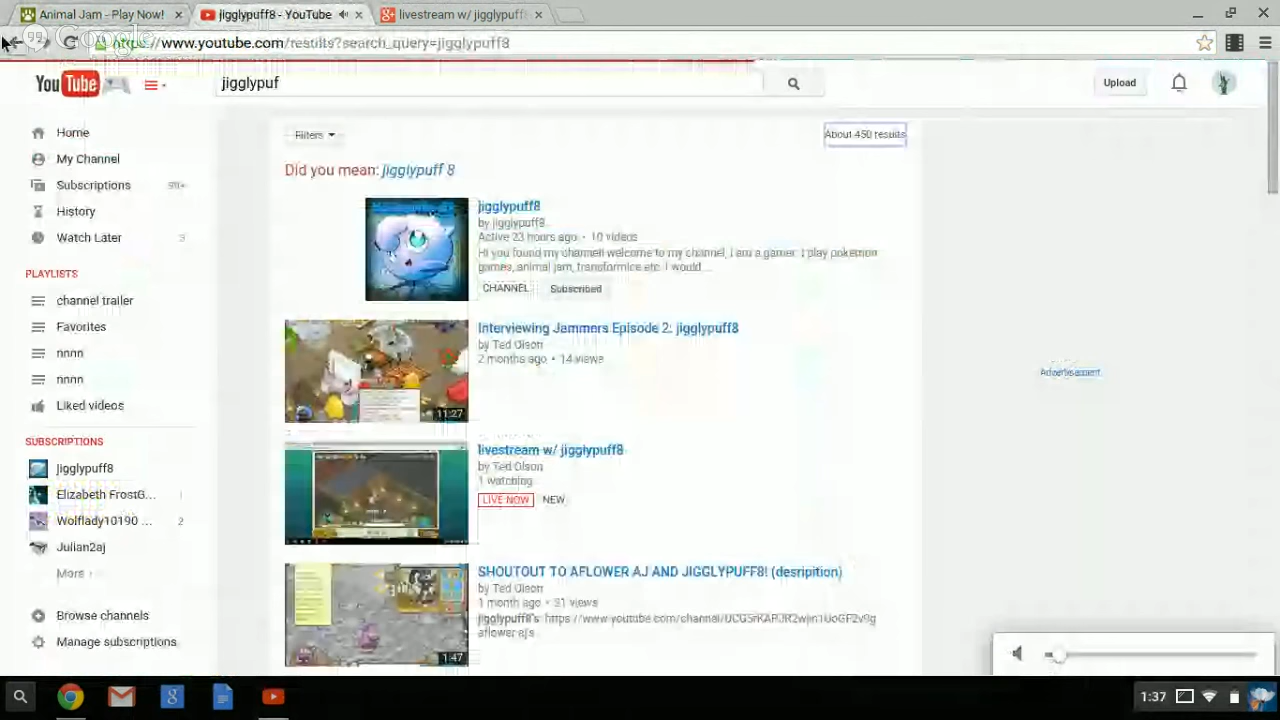 Animal Jam - Play Now!
jigglypuff8 - YouTube
livestream w/ jigglypuff
https://www.youtube.com/results?search_query=jigglypuff8
YouTube
jigglypuf
Upload
Home
My Channel
Subscriptions
History
Watch Later 3
PLAYLISTS
channel trailer
Favorites
nnnn
nnnn
Liked videos
SUBSCRIPTIONS
jigglypuff8
Elizabeth FrostG... 1
Wolflady10190 ... 2
Julian2aj
More
Browse channels
Manage subscriptions
Filters
About 450 results
Did you mean: jigglypuff 8
jigglypuff8
by jigglypuff8
Active 23 hours ago • 10 videos
Hi you found my channel! welcome to my channel, I am a gamer. I play pokemon
games, animal jam, transformice etc. I would ...
CHANNEL Subscribed
Interviewing Jammers Episode 2: jigglypuff8
by Ted Olson
2 months ago • 14 views
11:27
livestream w/ jigglypuff8
by Ted Olson
1 watching
LIVE NOW NEW
SHOUTOUT TO AFLOWER AJ AND JIGGLYPUFF8! (desripition)
by Ted Olson
1 month ago • 31 views
jigglypuff8's: https://www.youtube.com/channel/
aflower aj's
1:47
Advertisement
1:37